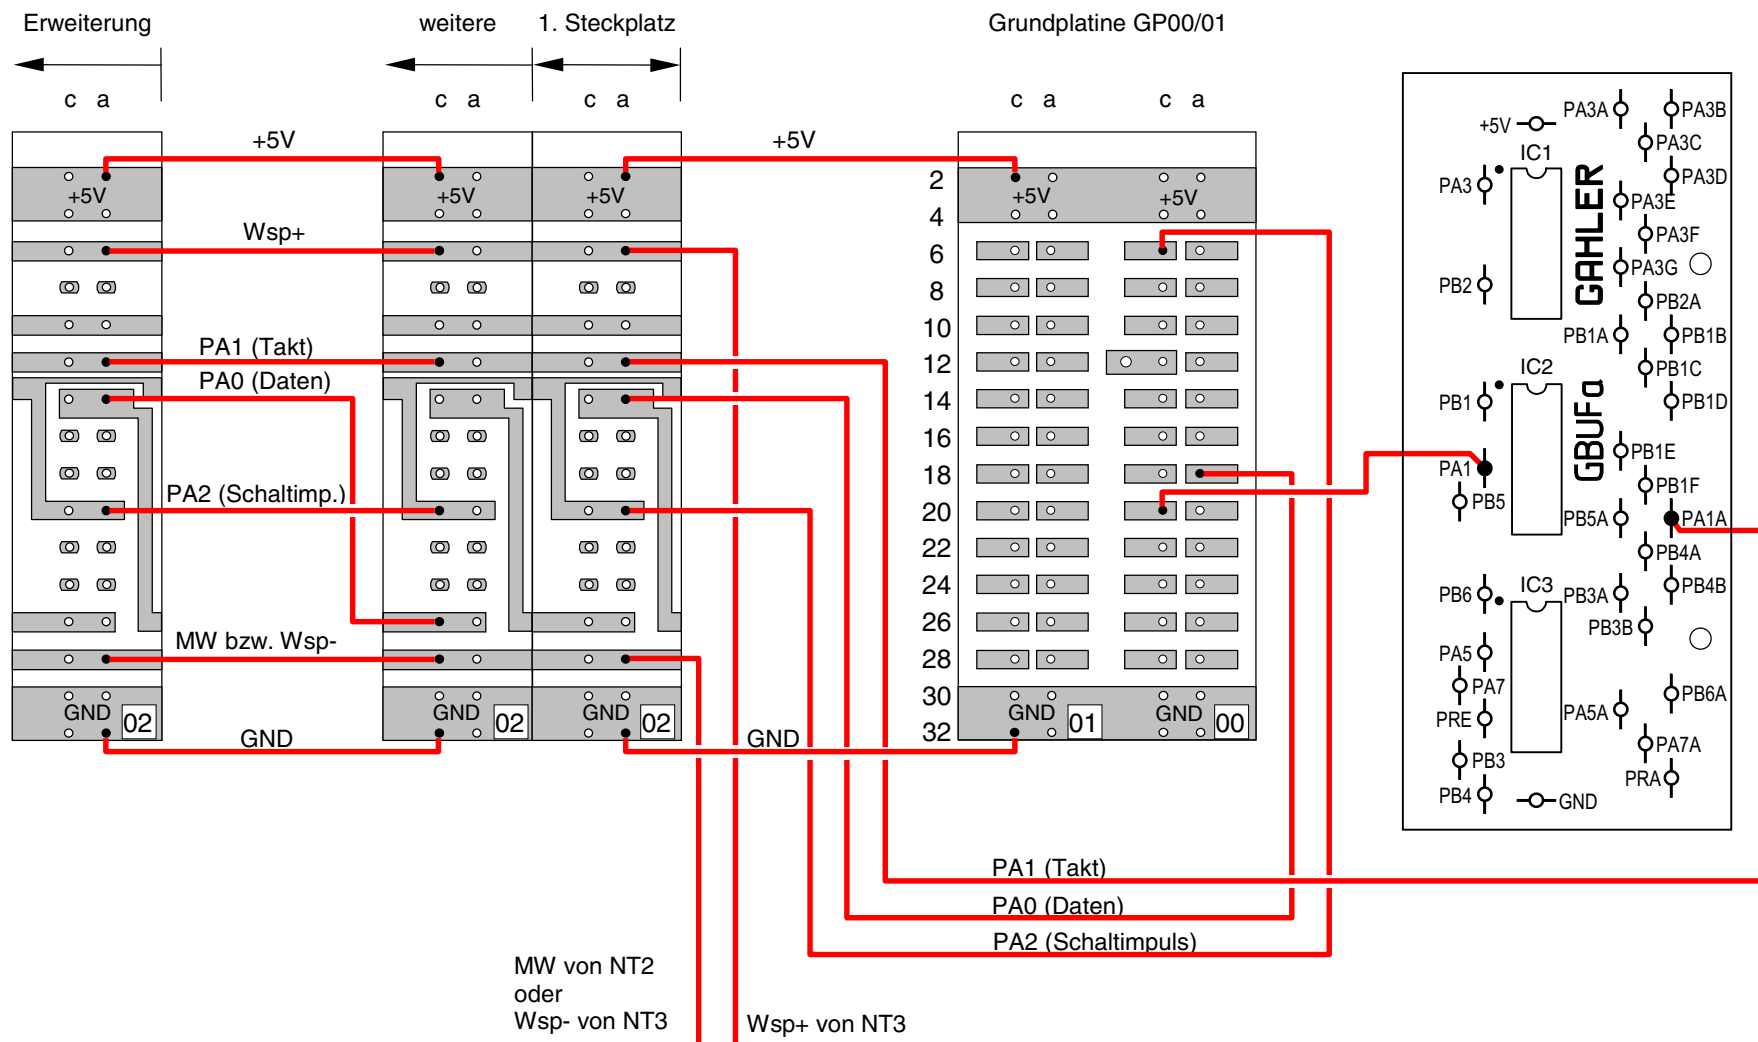 Erweiterung
weitere
1. Steckplatz
Grundplatine GP00/01
c a
c a
c a
c a
c a
+5V
+5V
+5V
+5V
+5V
+5V
+5V
Wsp+
PA1 (Takt)
PA0 (Daten)
PA2 (Schaltimp.)
MW bzw. Wsp-
GND
GND
GND
GND
GND
GND
GND
02
02
02
01
00
2
4
6
8
10
12
14
16
18
20
22
24
26
28
30
32
PA1 (Takt)
PA0 (Daten)
PA2 (Schaltimpuls)
MW von NT2
oder
Wsp- von NT3
Wsp+ von NT3
+5V
IC1
PA3
PB2
IC2
PB1
PA1
PB5
IC3
PB6
PA5
PA7
PRE
PB3
PB4
GND
GAHLER
GBUFa
PA3A
PA3B
PA3C
PA3D
PA3E
PA3F
PA3G
PB2A
PB1A
PB1B
PB1C
PB1D
PB1E
PB1F
PB5A
PA1A
PB4A
PB4B
PB3A
PB3B
PB6A
PA5A
PA7A
PRA